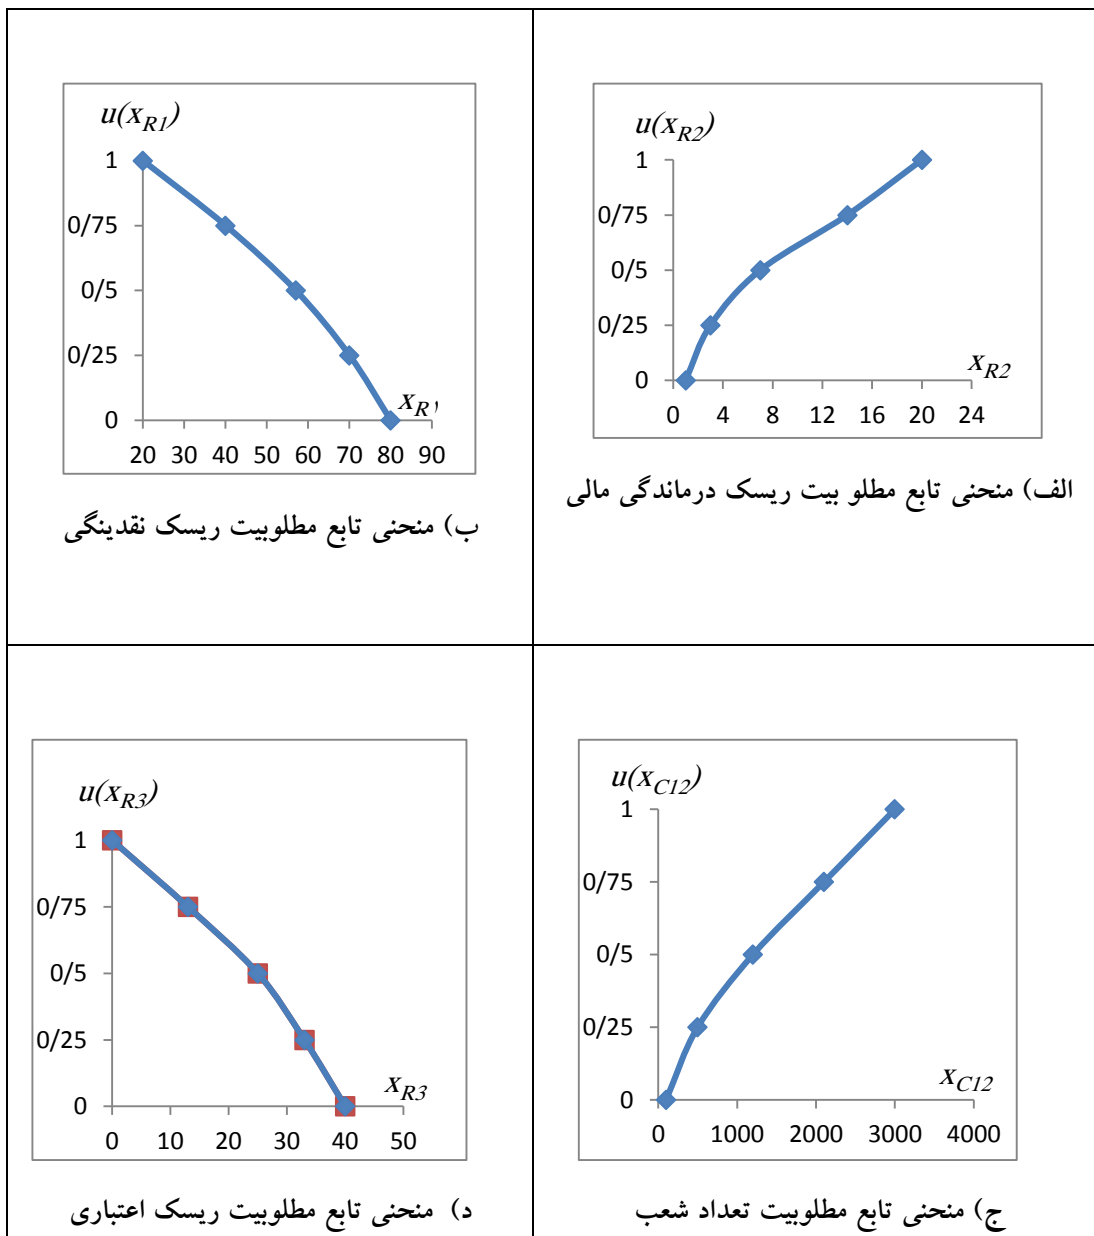 u(xR2)
1
0/75
0/5
0/25
0
xR2
0 4 8 12 16 20 24
الف) منحنی تابع مطلو بیت ریسک درماندگی مالی
u(xR1)
1
0/75
0/5
0/25
0
xR۱
20 30 40 50 60 70 80 90
ب) منحنی تابع مطلوبیت ریسک نقدینگی
u(xC12)
1
0/75
0/5
0/25
0
xC12
0 1000 2000 3000 4000
ج) منحنی تابع مطلوبیت تعداد شعب
u(xR3)
1
0/75
0/5
0/25
0
xR3
0 10 20 30 40 50
د) منحنی تابع مطلوبیت ریسک اعتباری